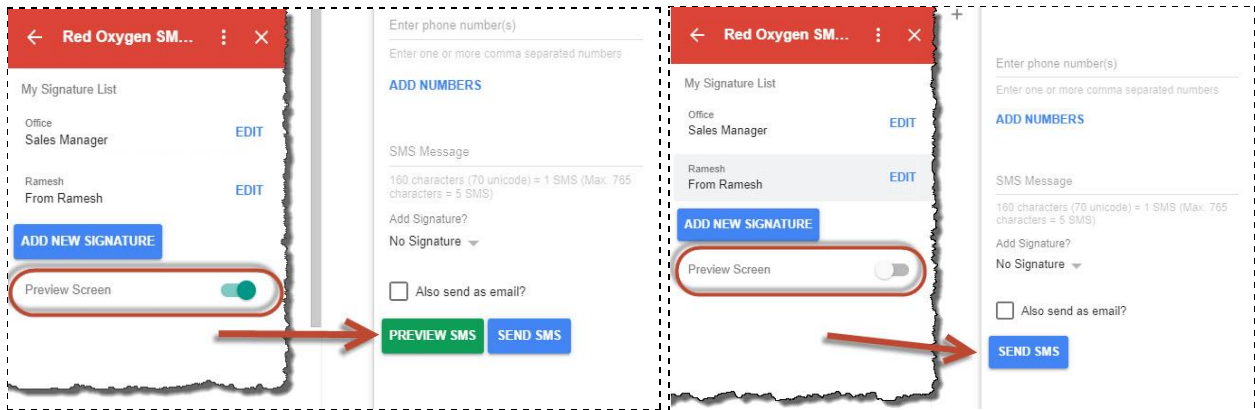 Red Oxygen SM...
My Signature List
Office
Sales Manager
EDIT
Ramesh
From Ramesh
EDIT
ADD NEW SIGNATURE
Preview Screen
Enter phone number(s)
Enter one or more comma separated numbers
ADD NUMBERS
SMS Message
160 characters (70 unicode) = 1 SMS (Max. 765
characters = 5 SMS)
Add Signature?
No Signature
Also send as email?
PREVIEW SMS
SEND SMS
Red Oxygen SM...
My Signature List
Office
Sales Manager
EDIT
Ramesh
From Ramesh
EDIT
ADD NEW SIGNATURE
Preview Screen
Enter phone number(s)
Enter one or more comma separated numbers
ADD NUMBERS
SMS Message
160 characters (70 unicode) = 1 SMS (Max. 765
characters = 5 SMS)
Add Signature?
No Signature
Also send as email?
SEND SMS